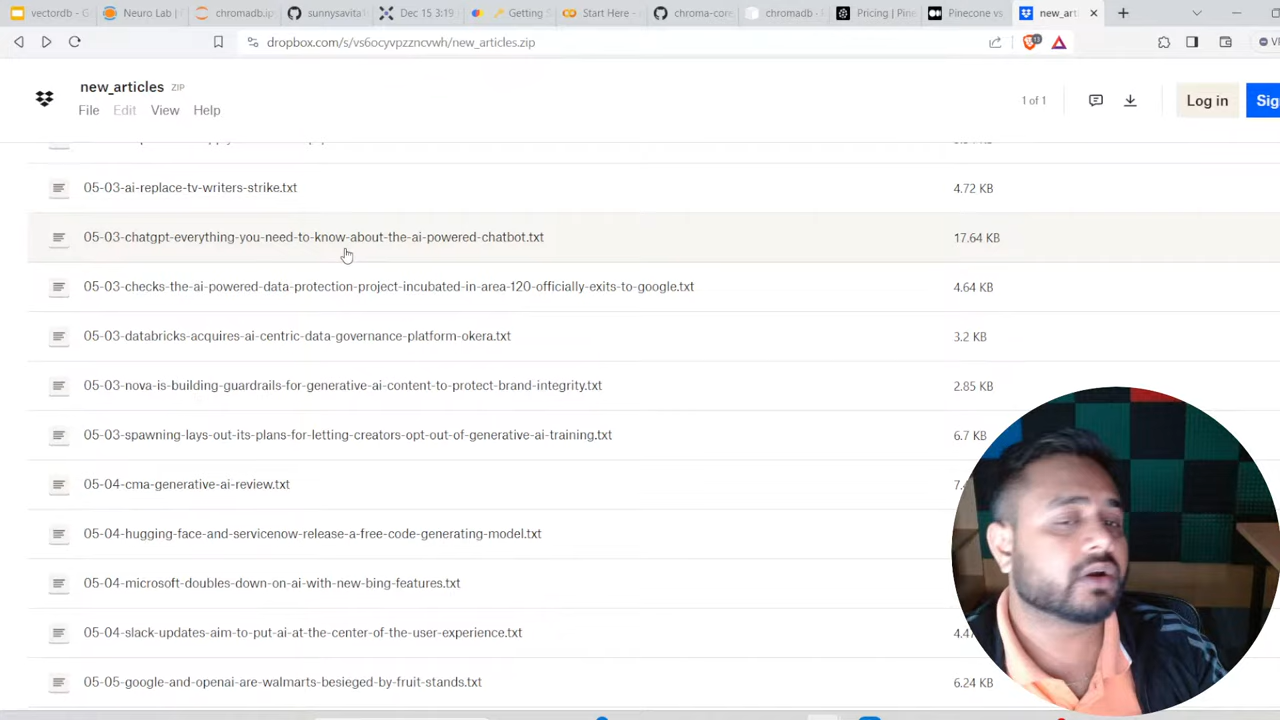 vectordb - G
Neuro Lab |
chromadb.ip
sunnysavita
Dec 15 3:19
Getting S
Start Here -
chroma-core
chromadb -
Pricing | Pine
Pinecone vs
new_arti
dropbox.com/s/vs6ocyvpzzncvwh/new_articles.zip
13
VP
new_articles ZIP
File Edit View Help
1 of 1
Log in
Sig
05-03-ai-replace-tv-writers-strike.txt 4.72 KB
05-03-chatgpt-everything-you-need-to-know-about-the-ai-powered-chatbot.txt 17.64 KB
05-03-checks-the-ai-powered-data-protection-project-incubated-in-area-120-officially-exits-to-google.txt 4.64 KB
05-03-databricks-acquires-ai-centric-data-governance-platform-okera.txt 3.2 KB
05-03-nova-is-building-guardrails-for-generative-ai-content-to-protect-brand-integrity.txt 2.85 KB
05-03-spawning-lays-out-its-plans-for-letting-creators-opt-out-of-generative-ai-training.txt 6.7 KB
05-04-cma-generative-ai-review.txt 7.
05-04-hugging-face-and-servicenow-release-a-free-code-generating-model.txt
05-04-microsoft-doubles-down-on-ai-with-new-bing-features.txt
05-04-slack-updates-aim-to-put-ai-at-the-center-of-the-user-experience.txt 4.47
05-05-google-and-openai-are-walmarts-besieged-by-fruit-stands.txt 6.24 KB